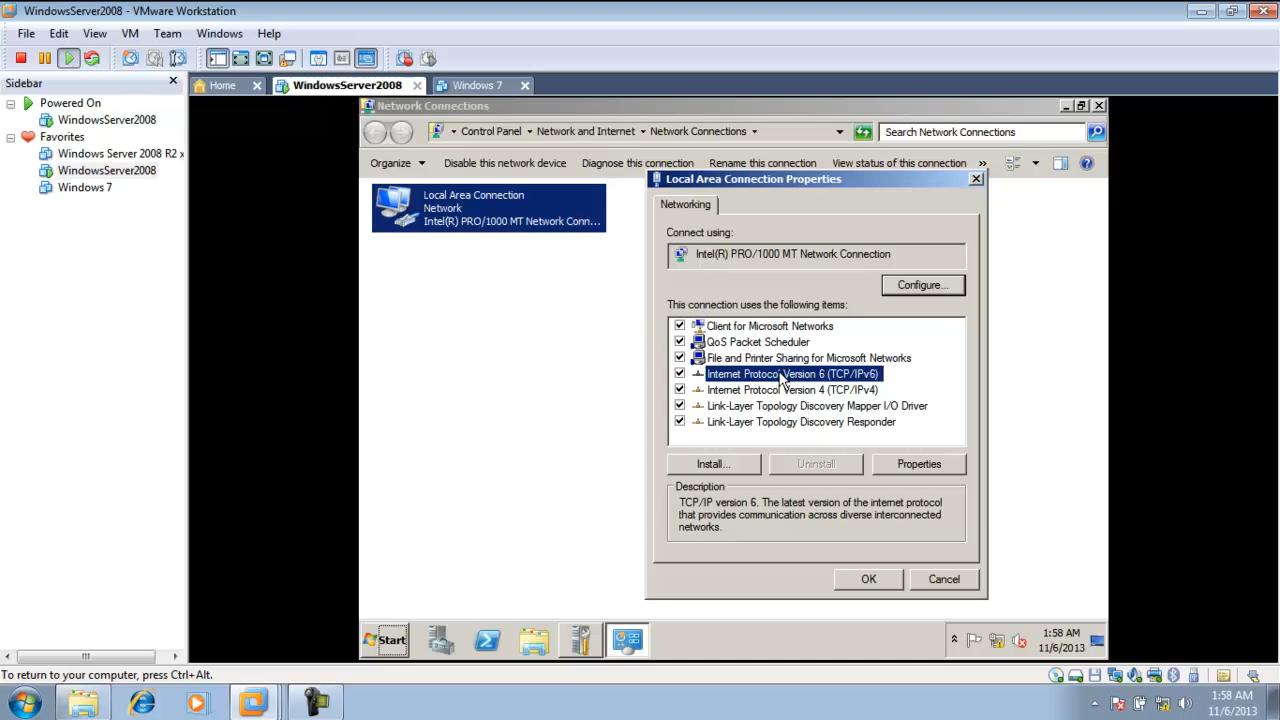 WindowsServer2008 - VMware Workstation
File Edit View VM Team Windows Help
Sidebar
Powered On
WindowsServer2008
Favorites
Windows Server 2008 R2 x
WindowsServer2008
Windows 7
Home
WindowsServer2008
Windows 7
Network Connections
Control Panel Network and Internet Network Connections
Search Network Connections
Organize Disable this network device Diagnose this connection Rename this connection View status of this connection »
Local Area Connection
Network
Intel(R) PRO/1000 MT Network Conn...
Local Area Connection Properties
Networking
Connect using:
Intel(R) PRO/1000 MT Network Connection
Configure...
This connection uses the following items:
Client for Microsoft Networks
QoS Packet Scheduler
File and Printer Sharing for Microsoft Networks
Internet Protocol Version 6 (TCP/IPv6)
Internet Protocol Version 4 (TCP/IPv4)
Link-Layer Topology Discovery Mapper I/O Driver
Link-Layer Topology Discovery Responder
Install... Uninstall Properties
Description
TCP/IP version 6. The latest version of the internet protocol
that provides communication across diverse interconnected
networks.
OK Cancel
Start
1:58 AM
11/6/2013
To return to your computer, press Ctrl+Alt.
1:58 AM
11/6/2013